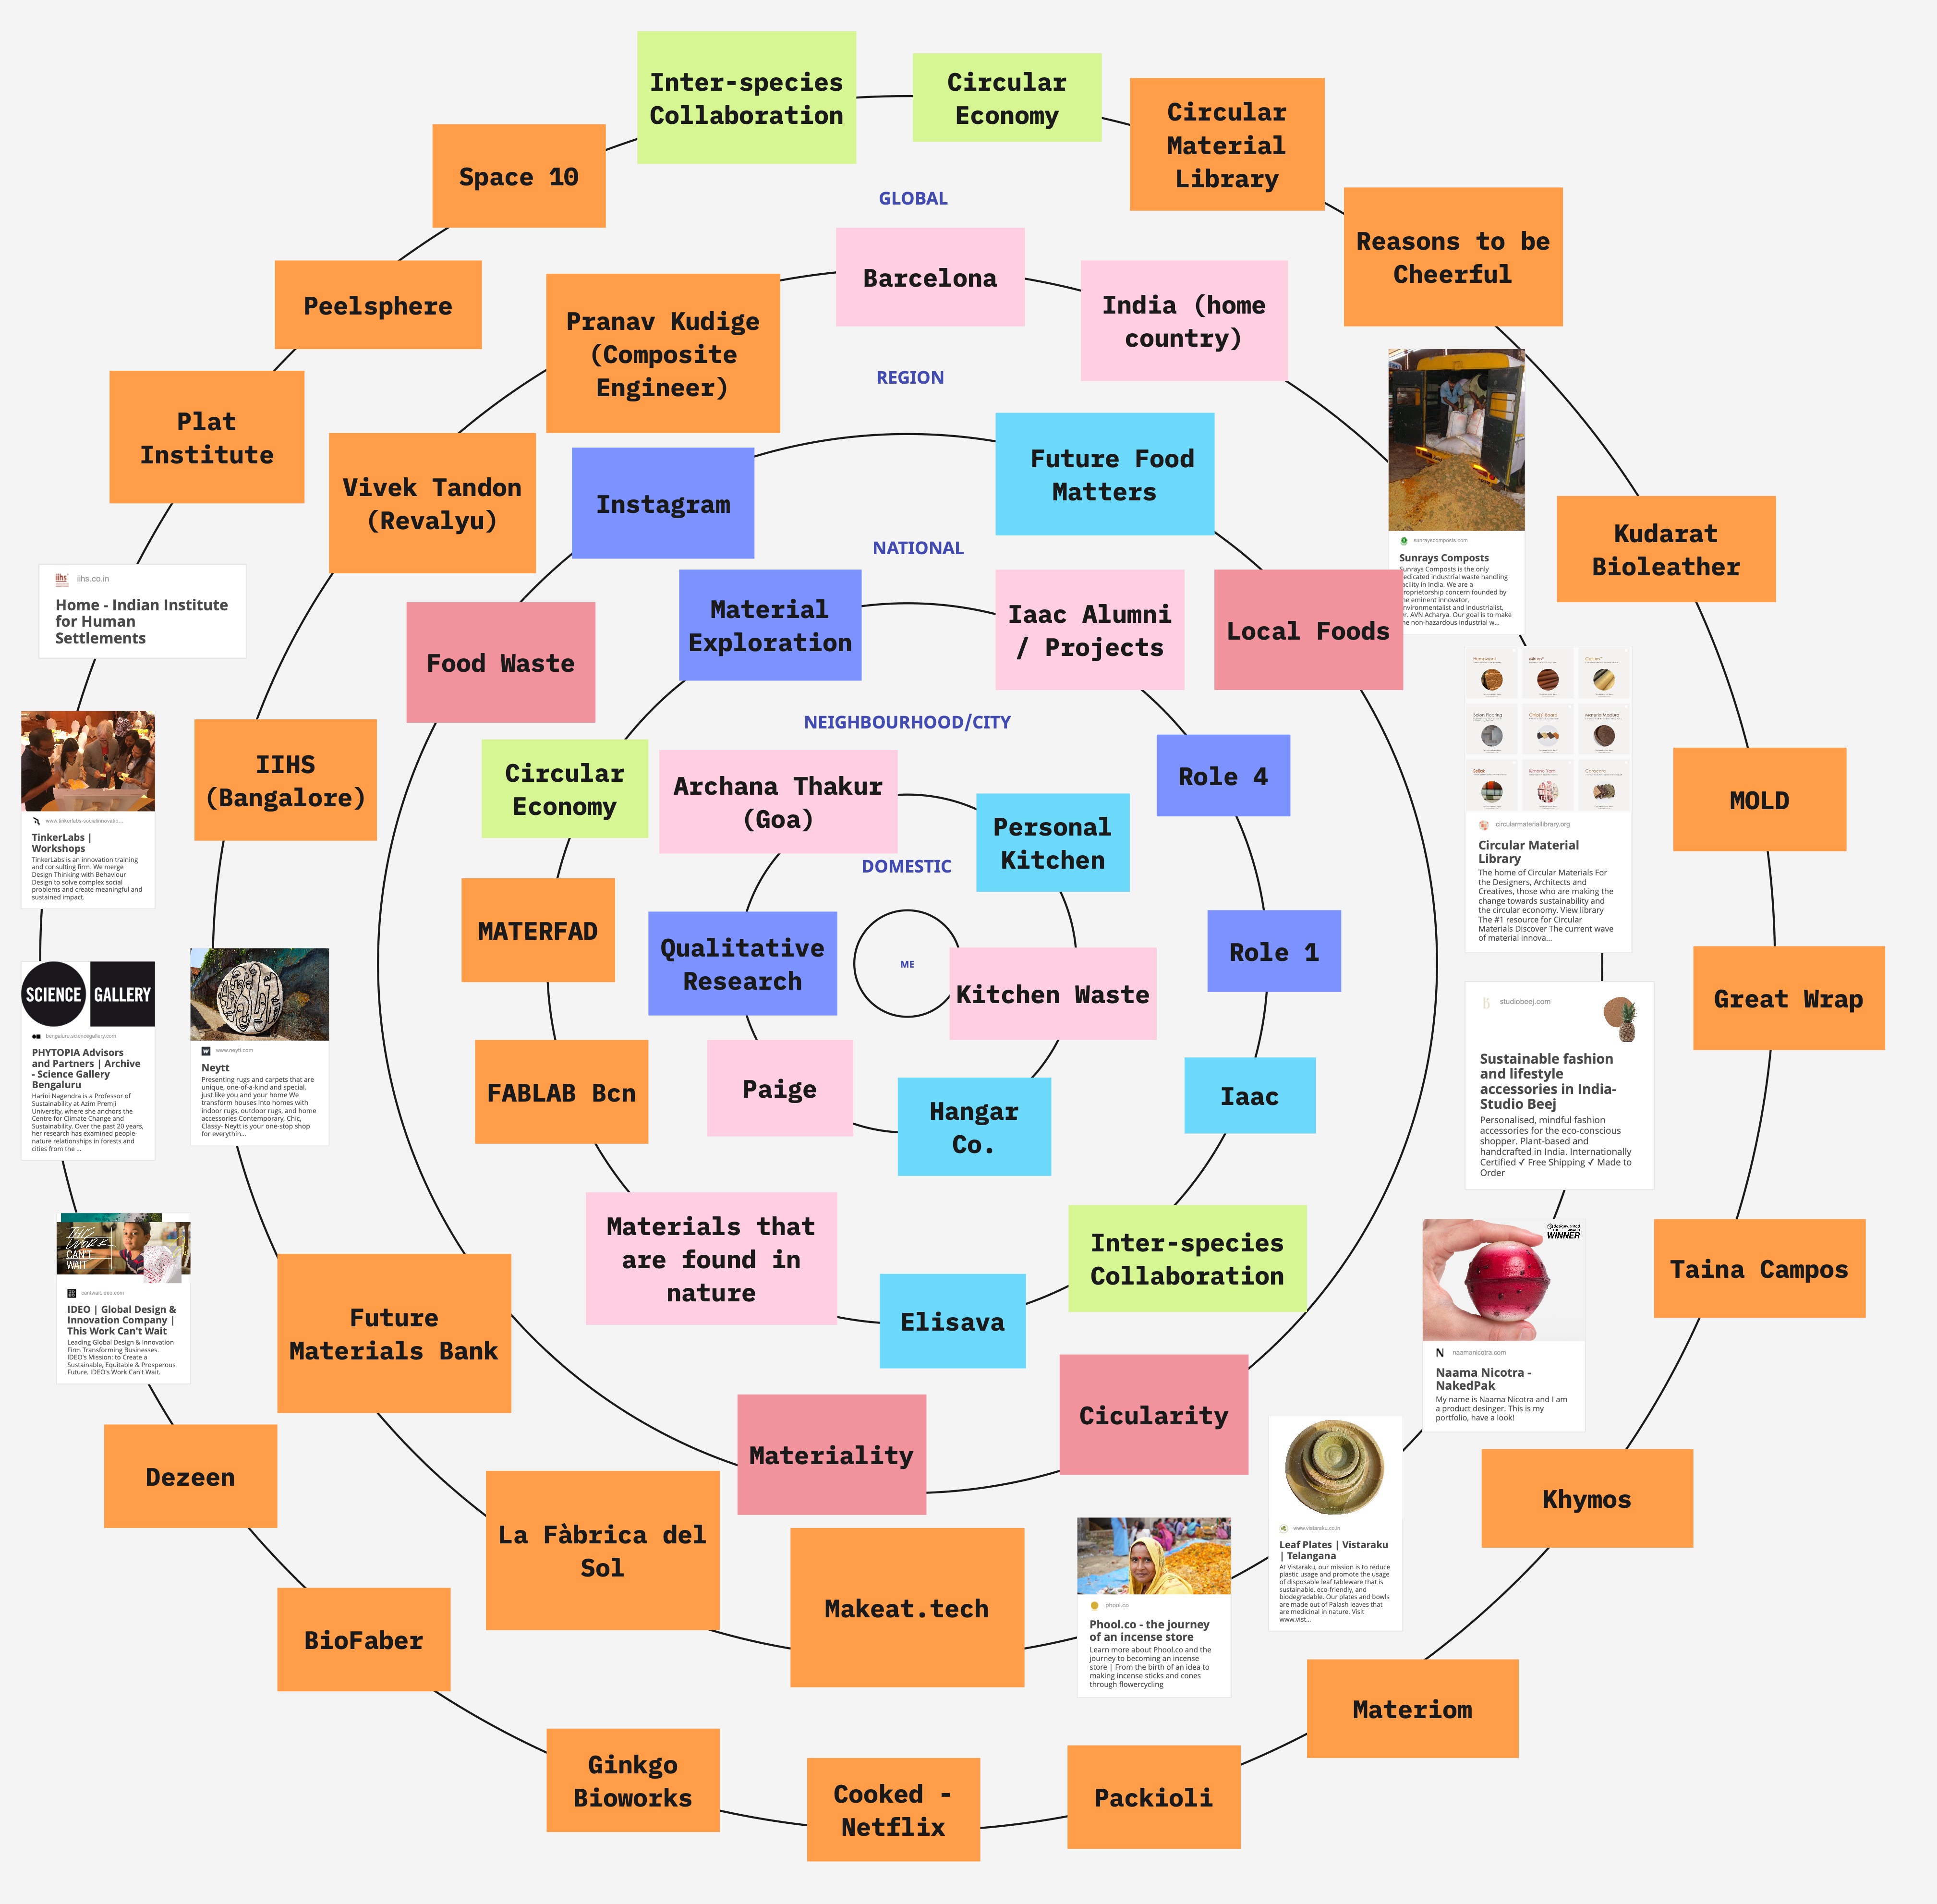 Inter-species
Collaboration
Circular
Economy
Circular
Material
Library
Space 10
GLOBAL
Reasons to be
Cheerful
Peelsphere
Barcelona
India (home
country)
Pranav Kudige
(Composite
Engineer)
REGION
Plat
Institute
Vivek Tandon
(Revalyu)
Instagram
Future Food
Matters
Kudarat
Bioleather
NATIONAL
sunrayscomposts.com
Sunrays Composts
Sunrays Composts is the only
dedicated industrial waste handling
facility in India. We are a
proprietorship concern founded by
the eminent innovator,
environmentalist and industrialist,
Dr. AVN Acharya. Our goal is to make
the non-hazardous industrial w...
iihs.co.in
Home - Indian Institute
for Human
Settlements
Food Waste
Material
Exploration
Iaac Alumni
/ Projects
Local Foods
NEIGHBOURHOOD/CITY
IIHS
(Bangalore)
Circular
Economy
Archana Thakur
(Goa)
Role 4
MOLD
Personal
Kitchen
DOMESTIC
www.tinkerlabs-socialinnovatio...
TinkerLabs |
Workshops
TinkerLabs is an innovation training
and consulting firm. We merge
Design Thinking with Behaviour
Design to solve complex social
problems and create meaningful and
sustained impact.
Hempwood
Chip[s] Board
Materia Madura
circularmateriallibrary.org
Circular Material
Library
The home of Circular Materials For
the Designers, Architects and
Creatives, those who are making the
change towards sustainability and
the circular economy. View library
The #1 resource for Circular
Materials Discover The current wave
of material innova...
MATERFAD
Qualitative
Research
ME
Kitchen Waste
Role 1
Great Wrap
SCIENCE GALLERY
bengaluru.sciencegallery.com
PHYTOPIA Advisors
and Partners | Archive
- Science Gallery
Bengaluru
Harini Nagendra is a Professor of
Sustainability at Azim Premji
University, where she anchors the
Centre for Climate Change and
Sustainability. Over the past 20 years,
her research has examined people-
nature relationships in forests and
cities from the ...
www.neytt.com
Neytt
Presenting rugs and carpets that are
unique, one-of-a-kind and special,
just like you and your home We
transform houses into homes with
indoor rugs, outdoor rugs, and home
accessories Contemporary, Chic,
Classy- Neytt is your one-stop shop
for everythin...
studiobeej.com
Sustainable fashion
and lifestyle
accessories in India-
Studio Beej
Personalised, mindful fashion
accessories for the eco-conscious
shopper. Plant-based and
handcrafted in India. Internationally
Certified ✓ Free Shipping ✓ Made to
Order
FABLAB Bcn
Paige
Hangar
Co.
Iaac
Materials that
are found in
nature
Inter-species
Collaboration
Elisava
Taina Campos
THIS
WORK
CAN'T
WAIT
cantwait.ideo.com
IDEO | Global Design &
Innovation Company |
This Work Can't Wait
Leading Global Design & Innovation
Firm Transforming Businesses.
IDEO's Mission: to Create a
Sustainable, Equitable & Prosperous
Future. IDEO's Work Can't Wait.
Future
Materials Bank
designwanted
WINNER
naamanicotra.com
Naama Nicotra -
NakedPak
My name is Naama Nicotra and I am
a product desinger. This is my
portfolio, have a look!
Materiality
Cicularity
Dezeen
La Fàbrica del
Sol
Khymos
www.vistaraku.co.in
Leaf Plates | Vistaraku
| Telangana
At Vistaraku, our mission is to reduce
plastic usage and promote the usage
of disposable leaf tableware that is
sustainable, eco-friendly, and
biodegradable. Our plates and bowls
are made out of Palash leaves that
are medicinal in nature. Visit
www.vist...
Makeat.tech
phool.co
Phool.co - the journey
of an incense store
Learn more about Phool.co and the
journey to becoming an incense
store | From the birth of an idea to
making incense sticks and cones
through flowercycling
BioFaber
Materiom
Ginkgo
Bioworks
Cooked -
Netflix
Packioli